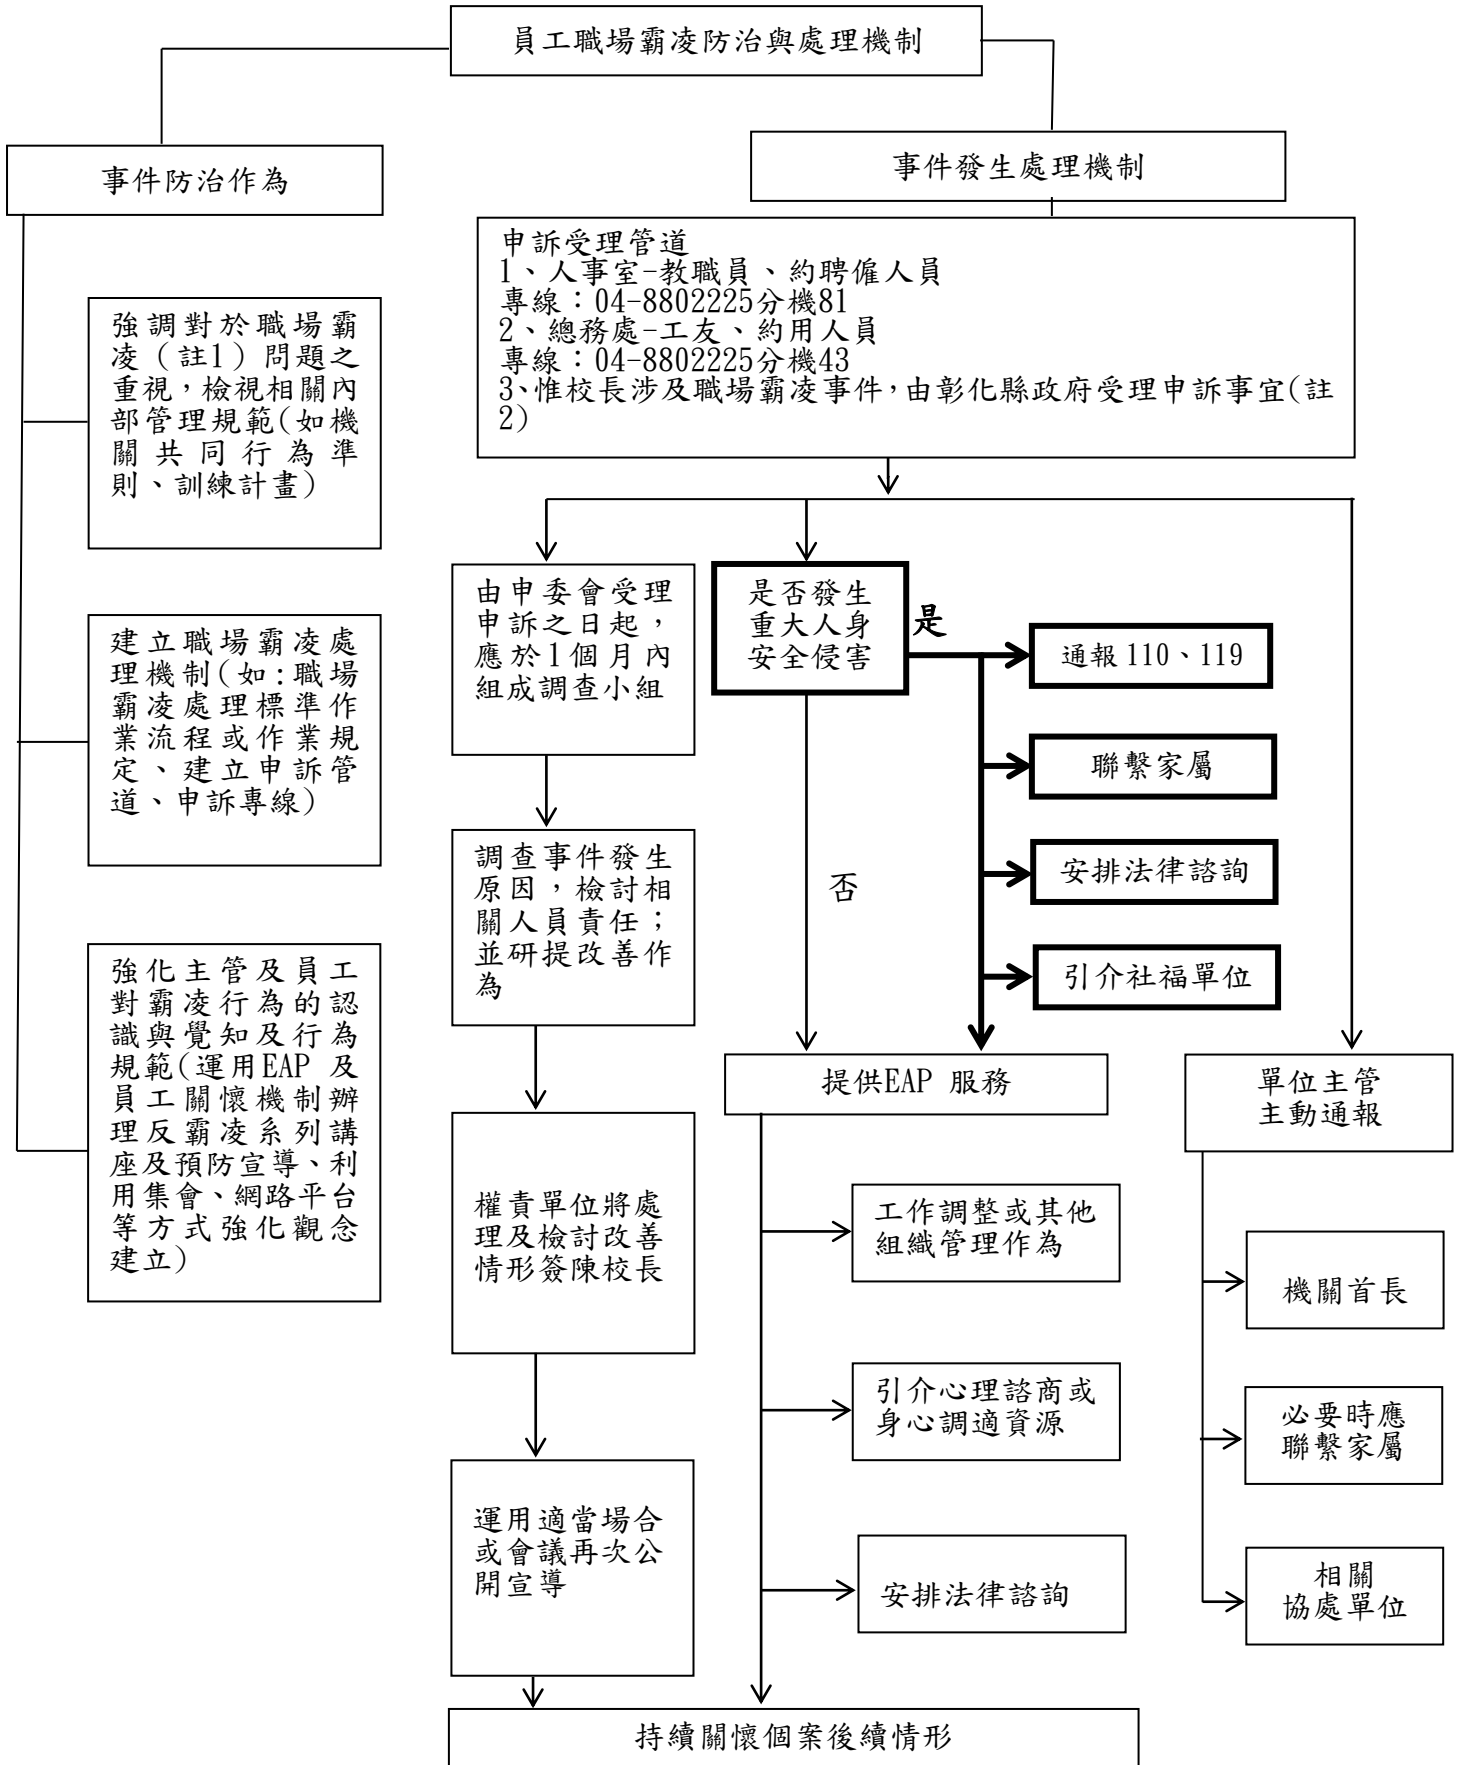 員工職場霸凌防治與處理機制
事件防治作為
強調對於職場霸
凌（註1）問題之
重視，檢視相關內
部管理規範(如機
關共同行為準
則、訓練計畫)
建立職場霸凌處
理機制(如:職場
霸凌處理標準作
業流程或作業規
定、建立申訴管
道、申訴專線)
強化主管及員工
對霸凌行為的認
識與覺知及行為
規範(運用EAP 及
員工關懷機制辦
理反霸凌系列講
座及預防宣導、利
用集會、網路平台
等方式強化觀念
建立)
事件發生處理機制
申訴受理管道
1、人事室-教職員、約聘僱人員
專線：04-8802225分機81
2、總務處-工友、約用人員
專線：04-8802225分機43
3、惟校長涉及職場霸凌事件，由彰化縣政府受理申訴事宜(註
2)
由申委會受理
申訴之日起，
應於1個月內
組成調查小組
調查事件發生
原因，檢討相
關人員責任；
並研提改善作
為
權責單位將處
理及檢討改善
情形簽陳校長
運用適當場合
或會議再次公
開宣導
是否發生
重大人身
安全侵害
是
否
通報 110、119
聯繫家屬
安排法律諮詢
引介社福單位
提供EAP 服務
工作調整或其他
組織管理作為
引介心理諮商或
身心調適資源
安排法律諮詢
單位主管
主動通報
機關首長
必要時應
聯繫家屬
相關
協處單位
持續關懷個案後續情形